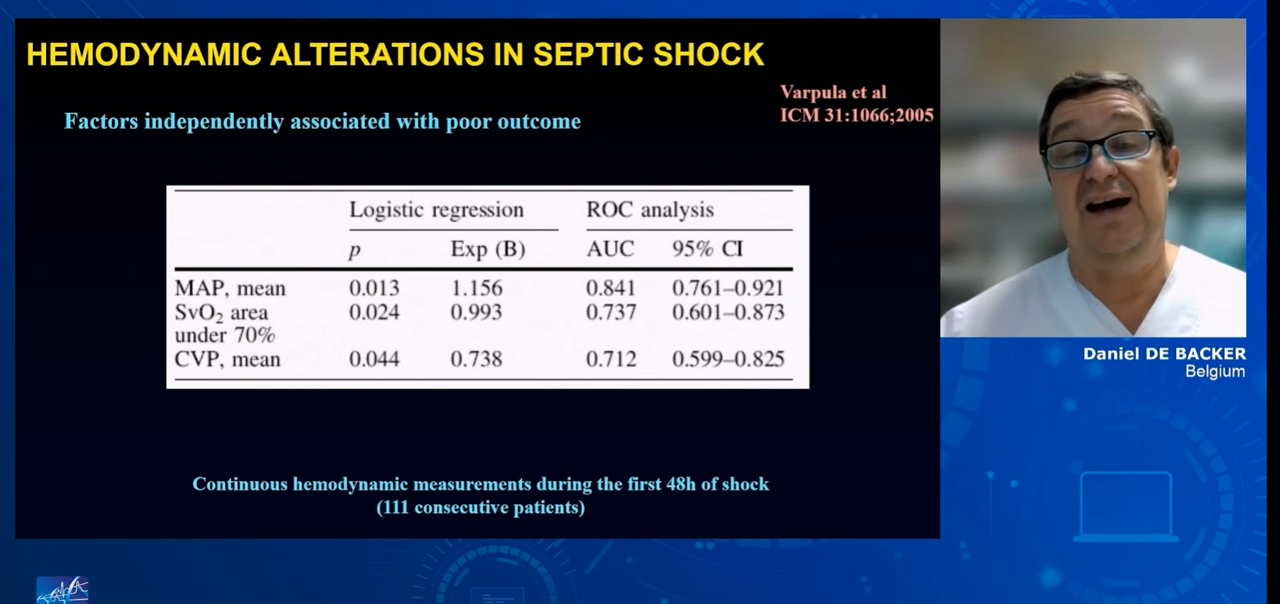 HEMODYNAMIC ALTERATIONS IN SEPTIC SHOCK
Varpula et al
ICM 31:1066;2005
Factors independently associated with poor outcome
Logistic regression ROC analysis
p Exp (B) AUC 95% CI
MAP, mean 0.013 1.156 0.841 0.761–0.921
SvO₂ area 0.024 0.993 0.737 0.601–0.873
under 70%
CVP, mean 0.044 0.738 0.712 0.599–0.825
Continuous hemodynamic measurements during the first 48h of shock
(111 consecutive patients)
Daniel DE BACKER
Belgium